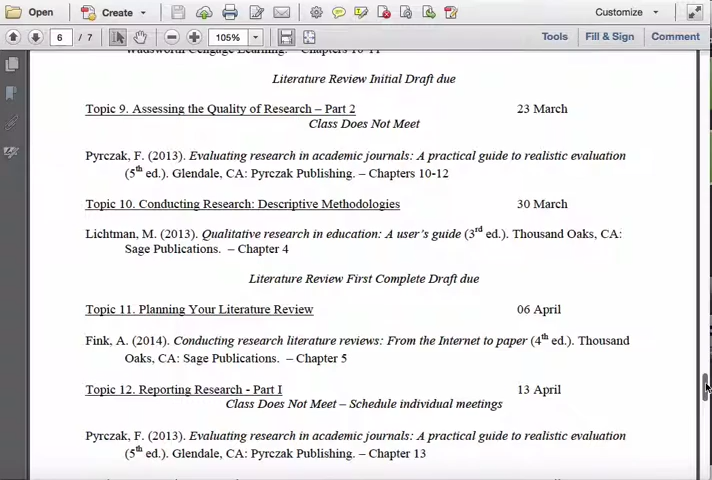 Open Create Customize
6 / 7 105% Tools Fill & Sign Comment
Wadsworth Cengage Learning. – Chapters 10-11
Literature Review Initial Draft due
Topic 9. Assessing the Quality of Research – Part 2 23 March
Class Does Not Meet
Pyrczak, F. (2013). Evaluating research in academic journals: A practical guide to realistic evaluation
(5th ed.). Glendale, CA: Pyrczak Publishing. – Chapters 10-12
Topic 10. Conducting Research: Descriptive Methodologies 30 March
Lichtman, M. (2013). Qualitative research in education: A user's guide (3rd ed.). Thousand Oaks, CA:
Sage Publications. – Chapter 4
Literature Review First Complete Draft due
Topic 11. Planning Your Literature Review 06 April
Fink, A. (2014). Conducting research literature reviews: From the Internet to paper (4th ed.). Thousand
Oaks, CA: Sage Publications. – Chapter 5
Topic 12. Reporting Research - Part I 13 April
Class Does Not Meet – Schedule individual meetings
Pyrczak, F. (2013). Evaluating research in academic journals: A practical guide to realistic evaluation
(5th ed.). Glendale, CA: Pyrczak Publishing. – Chapter 13